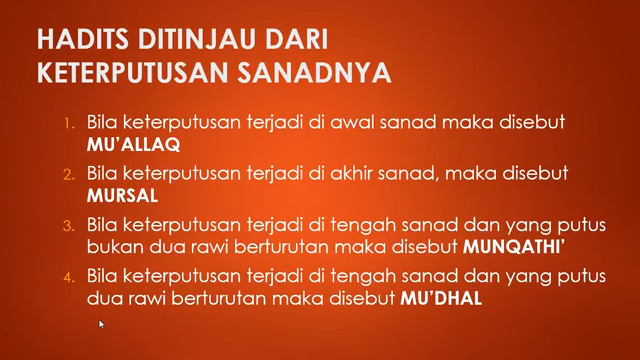 HADITS DITINJAU DARI
KETERPUTUSAN SANADNYA
1. Bila keterputusan terjadi di awal sanad maka disebut
MU'ALLAQ
2. Bila keterputusan terjadi di akhir sanad, maka disebut
MURSAL
3. Bila keterputusan terjadi di tengah sanad dan yang putus
bukan dua rawi berturutan maka disebut MUNQATHI'
4. Bila keterputusan terjadi di tengah sanad dan yang putus
dua rawi berturutan maka disebut MU'DHAL